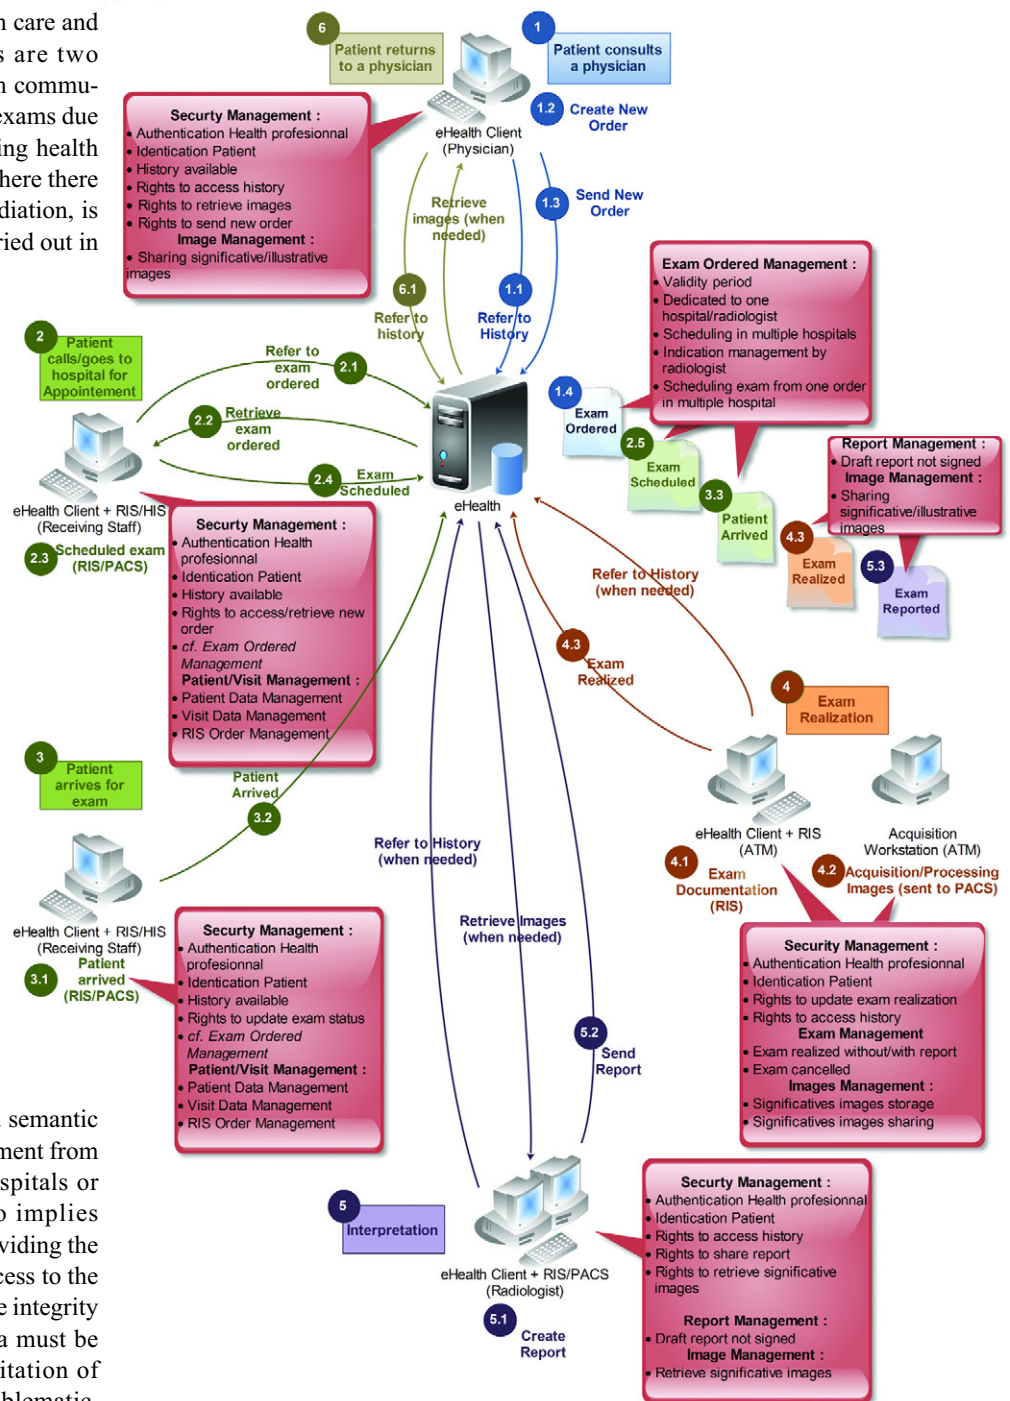 n care and
s are two
n commu-
exams due
ing health
here there
diation, is
ried out in
6
Patient returns
to a physician
1
Patient consults
a physician
1.2 Create New
Order
eHealth Client
(Physician)
Securty Management :
• Authentication Health profesionnal
• Identication Patient
• History available
• Rights to access history
• Rights to retrieve images
• Rights to send new order
Image Management :
• Sharing significative/illustrative
images
Retrieve
images (when
needed)
1.3 Send New
Order
6.1
Refer to
history
1.1
Refer to
History
Exam Ordered Management :
• Validity period
• Dedicated to one
hospital/radiologist
• Scheduling in multiple hospitals
• Indication management by
radiologist
• Scheduling exam from one order
in multiple hospital
2
Patient
calls/goes to
hospital for
Appointement
Refer to
exam
ordered
2.1
2.2 Retrieve
exam
ordered
2.4 Exam
Scheduled
eHealth Client + RIS/HIS
(Receiving Staff)
2.3 Scheduled exam
(RIS/PACS)
eHealth
1.4
Exam
Ordered
2.5
Exam
Scheduled
3.3
Patient
Arrived
4.3
Exam
Realized
5.3
Exam
Reported
Report Management :
• Draft report not signed
Image Management :
• Sharing
significative/illustrative
images
Securty Management :
• Authentication Health
profesionnel
• Identication Patient
• History available
• Rights to access/retrieve new
order
• cf. Exam Ordered
Management
Patient/Visit Management :
• Patient Data Management
• Visit Data Management
• RIS Order Management
Refer to History
(when needed)
4.3
Exam
Realized
4
Exam
Realization
3
Patient
arrives for
exam
Patient
Arrived
3.2
eHealth Client + RIS/HIS
(Receiving Staff)
3.1
Patient
arrived
(RIS/PACS)
Securty Management :
• Authentication Health
profesionnal
• Identication Patient
• History available
• Rights to update exam status
• cf. Exam Ordered
Management
Patient/Visit Management :
• Patient Data Management
• Visit Data Management
• RIS Order Management
Refer to History
(when needed)
Retrieve Images
(when needed)
eHealth Client + RIS
(ATM)
4.1 Exam
Documentation
(RIS)
Acquisition
Workstation (ATM)
4.2 Acquisition/Processing
Images (sent to PACS)
Securty Management :
• Authentication Health profesionnal
• Identication Patient
• Rights to update exam realization
• Rights to access history
Exam Management
• Exam realized without/with report
• Exam cancelled
Images Management :
• Significatives images storage
• Significatives images sharing
5.2
Send
Report
5
Interpretation
eHealth Client + RIS/PACS
(Radiologist)
5.1
Create
Report
Securty Management :
• Authentication Health profesionnal
• Identication Patient
• Rights to access history
• Rights to share report
• Rights to retrieve significative
images
Report Management :
• Draft report not signed
Image Management :
• Retrieve significative images
semantic
ment from
spitals or
o implies
viding the
cess to the
e integrity
a must be
itation of
blematic